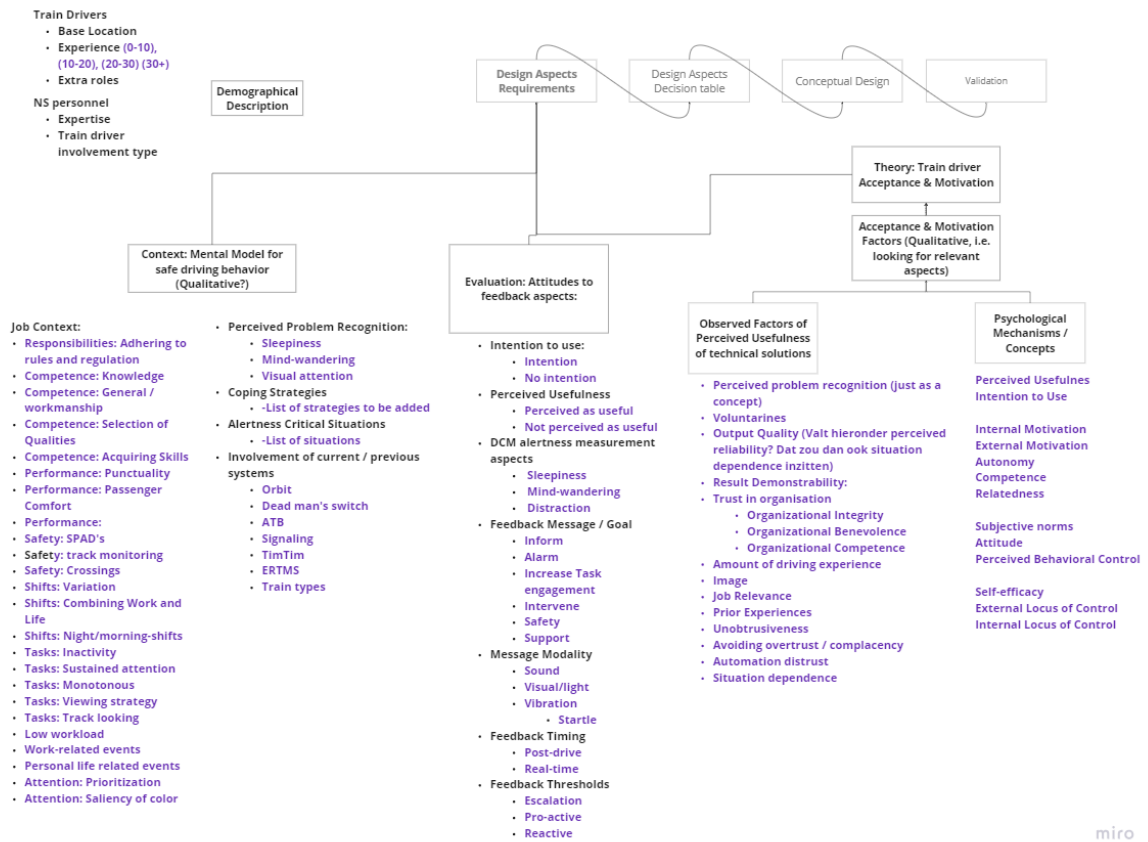 Train Drivers
• Base Location
• Experience (0-10),
(10-20), (20-30) (30+)
• Extra roles
NS personnel
• Expertise
• Train driver
involvement type
Demographical
Description
Design Aspects
Requirements
Design Aspects
Decision table
Conceptual Design
Validation
Theory: Train driver
Acceptance & Motivation
Acceptance & Motivation
Factors (Qualitative, i.e.
looking for relevant
aspects)
Context: Mental Model for
safe driving behavior
(Qualitative?)
Evaluation: Attitudes to
feedback aspects:
Observed Factors of
Perceived Usefulness
of technical solutions
Psychological
Mechanisms /
Concepts
Job Context:
• Responsibilities: Adhering to
rules and regulation
• Competence: Knowledge
• Competence: General /
workmanship
• Competence: Selection of
Qualities
• Competence: Acquiring Skills
• Performance: Punctuality
• Performance: Passenger
Comfort
• Performance:
• Safety: SPAD's
• Safety: track monitoring
• Safety: Crossings
• Shifts: Variation
• Shifts: Combining Work and
Life
• Shifts: Night/morning-shifts
• Tasks: Inactivity
• Tasks: Sustained attention
• Tasks: Monotonous
• Tasks: Viewing strategy
• Tasks: Track looking
• Low workload
• Work-related events
• Personal life related events
• Attention: Prioritization
• Attention: Saliency of color
• Perceived Problem Recognition:
• Sleepiness
• Mind-wandering
• Visual attention
• Coping Strategies
• -List of strategies to be added
• Alertness Critical Situations
• -List of situations
• Involvement of current / previous
systems
• Orbit
• Dead man's switch
• ATB
• Signaling
• TimTim
• ERTMS
• Train types
• Intention to use:
• Intention
• No intention
• Perceived Usefulness
• Perceived as useful
• Not perceived as useful
• DCM alertness measurement
aspects
• Sleepiness
• Mind-wandering
• Distraction
• Feedback Message / Goal
• Inform
• Alarm
• Increase Task
engagement
• Intervene
• Safety
• Support
• Message Modality
• Sound
• Visual/light
• Vibration
• Startle
• Feedback Timing
• Post-drive
• Real-time
• Feedback Thresholds
• Escalation
• Pro-active
• Reactive
• Perceived problem recognition (just as a
concept)
• Voluntarines
• Output Quality (Valt hieronder perceived
reliability? Dat zou dan ook situation
dependence inzitten)
• Result Demonstrability:
• Trust in organisation
• Organizational Integrity
• Organizational Benevolence
• Organizational Competence
• Amount of driving experience
• Image
• Job Relevance
• Prior Experiences
• Unobtrusiveness
• Avoiding overtrust / complacency
• Automation distrust
• Situation dependence
Perceived Usefulnes
Intention to Use
Internal Motivation
External Motivation
Autonomy
Competence
Relatedness
Subjective norms
Attitude
Perceived Behavioral Control
Self-efficacy
External Locus of Control
Internal Locus of Control
miro